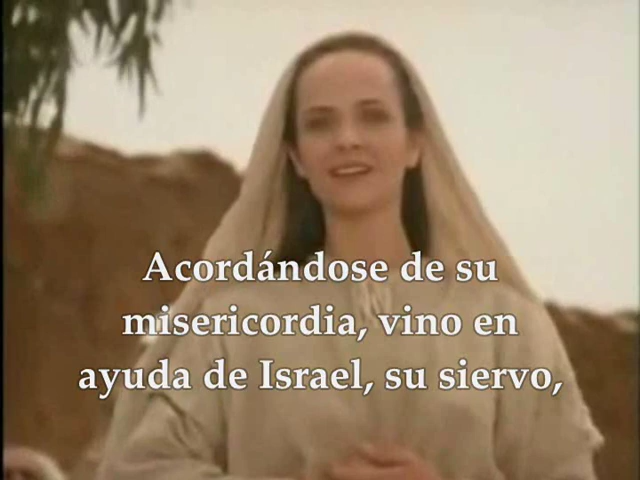 Acordándose de su
misericordia, vino en
ayuda de Israel, su siervo,